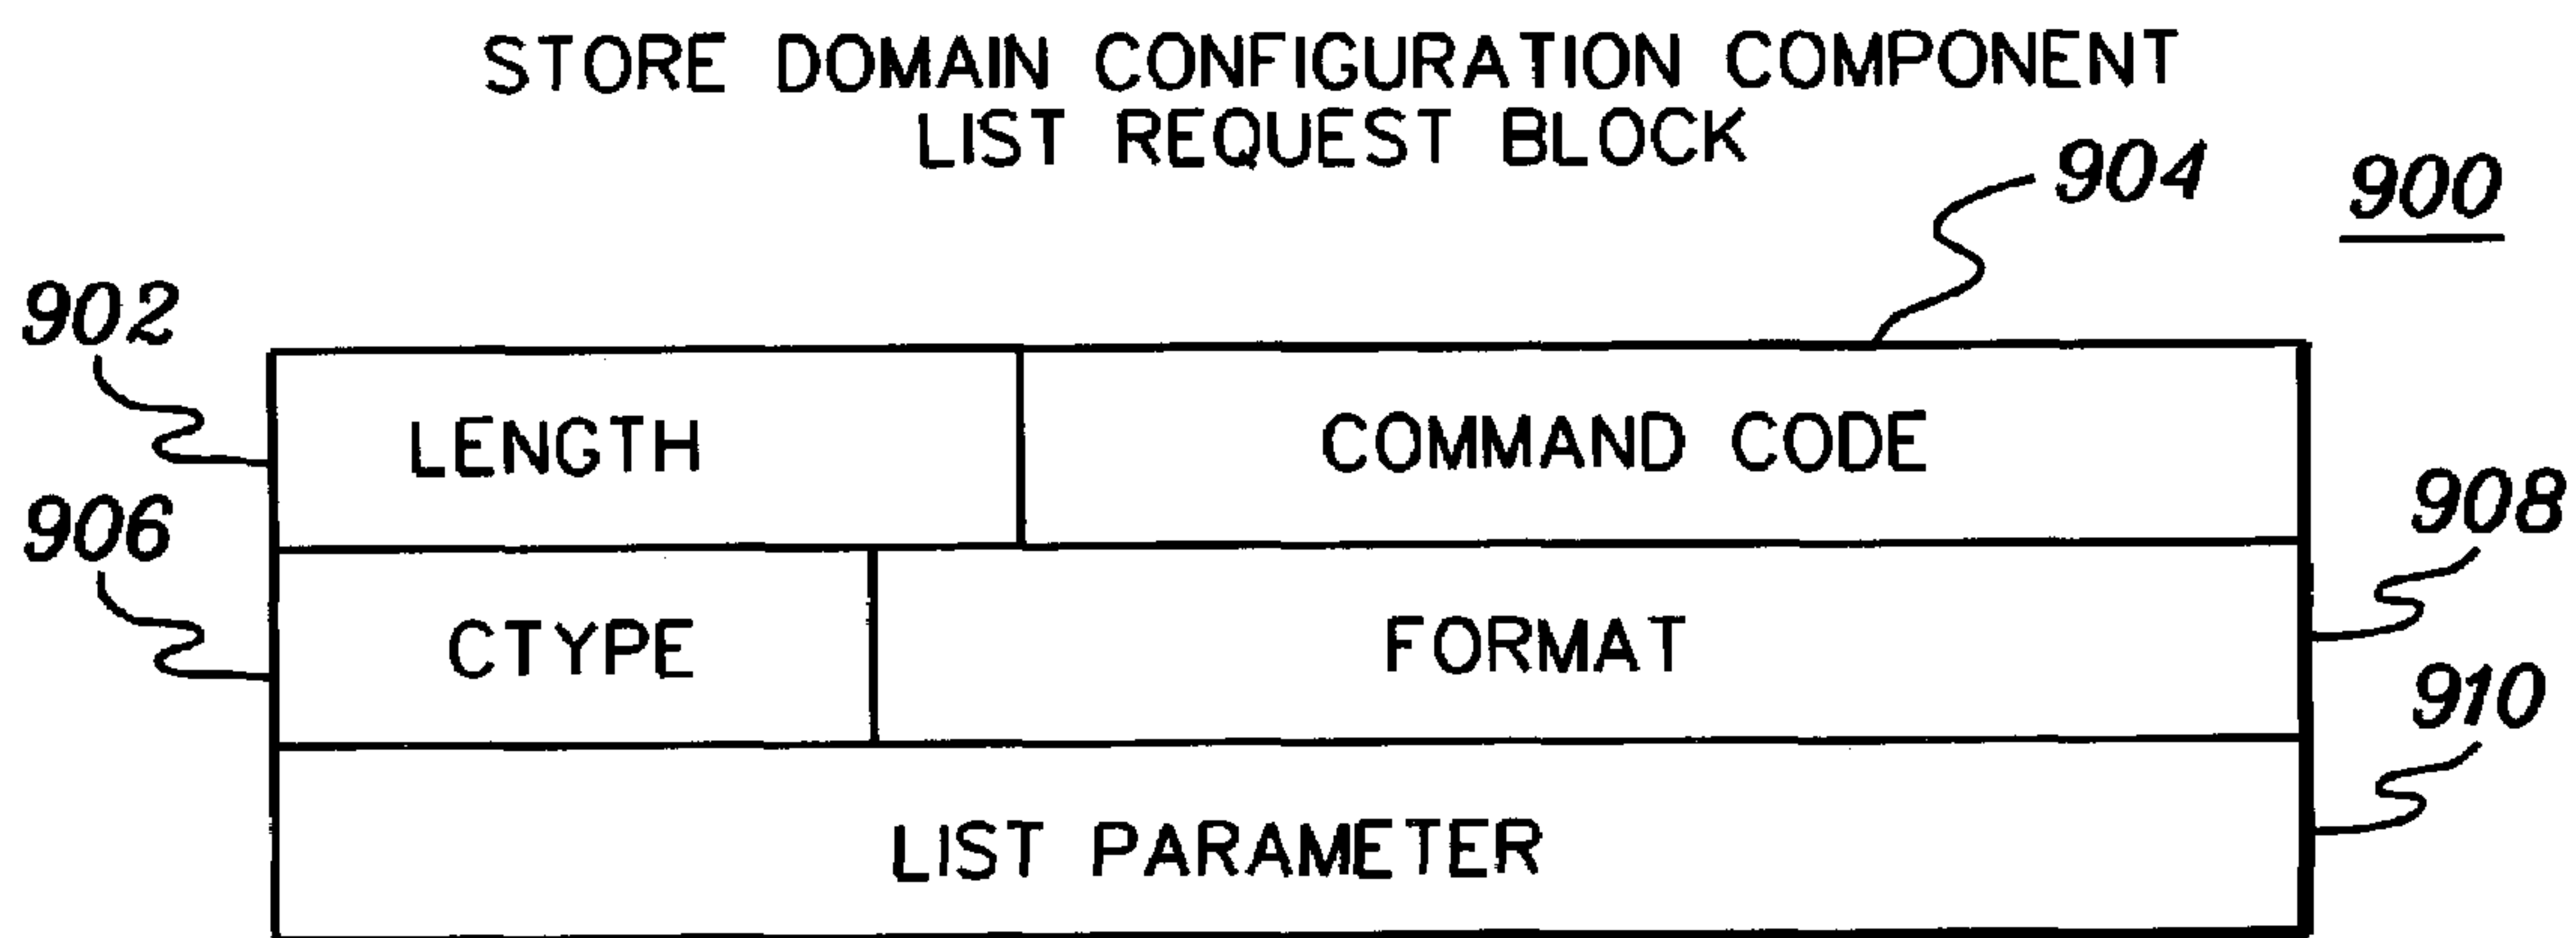 STORE DOMAIN CONFIGURATION COMPONENT
LIST REQUEST BLOCK
904
900
902
LENGTH
COMMAND CODE
906
908
CTYPE
FORMAT
910
LIST PARAMETER